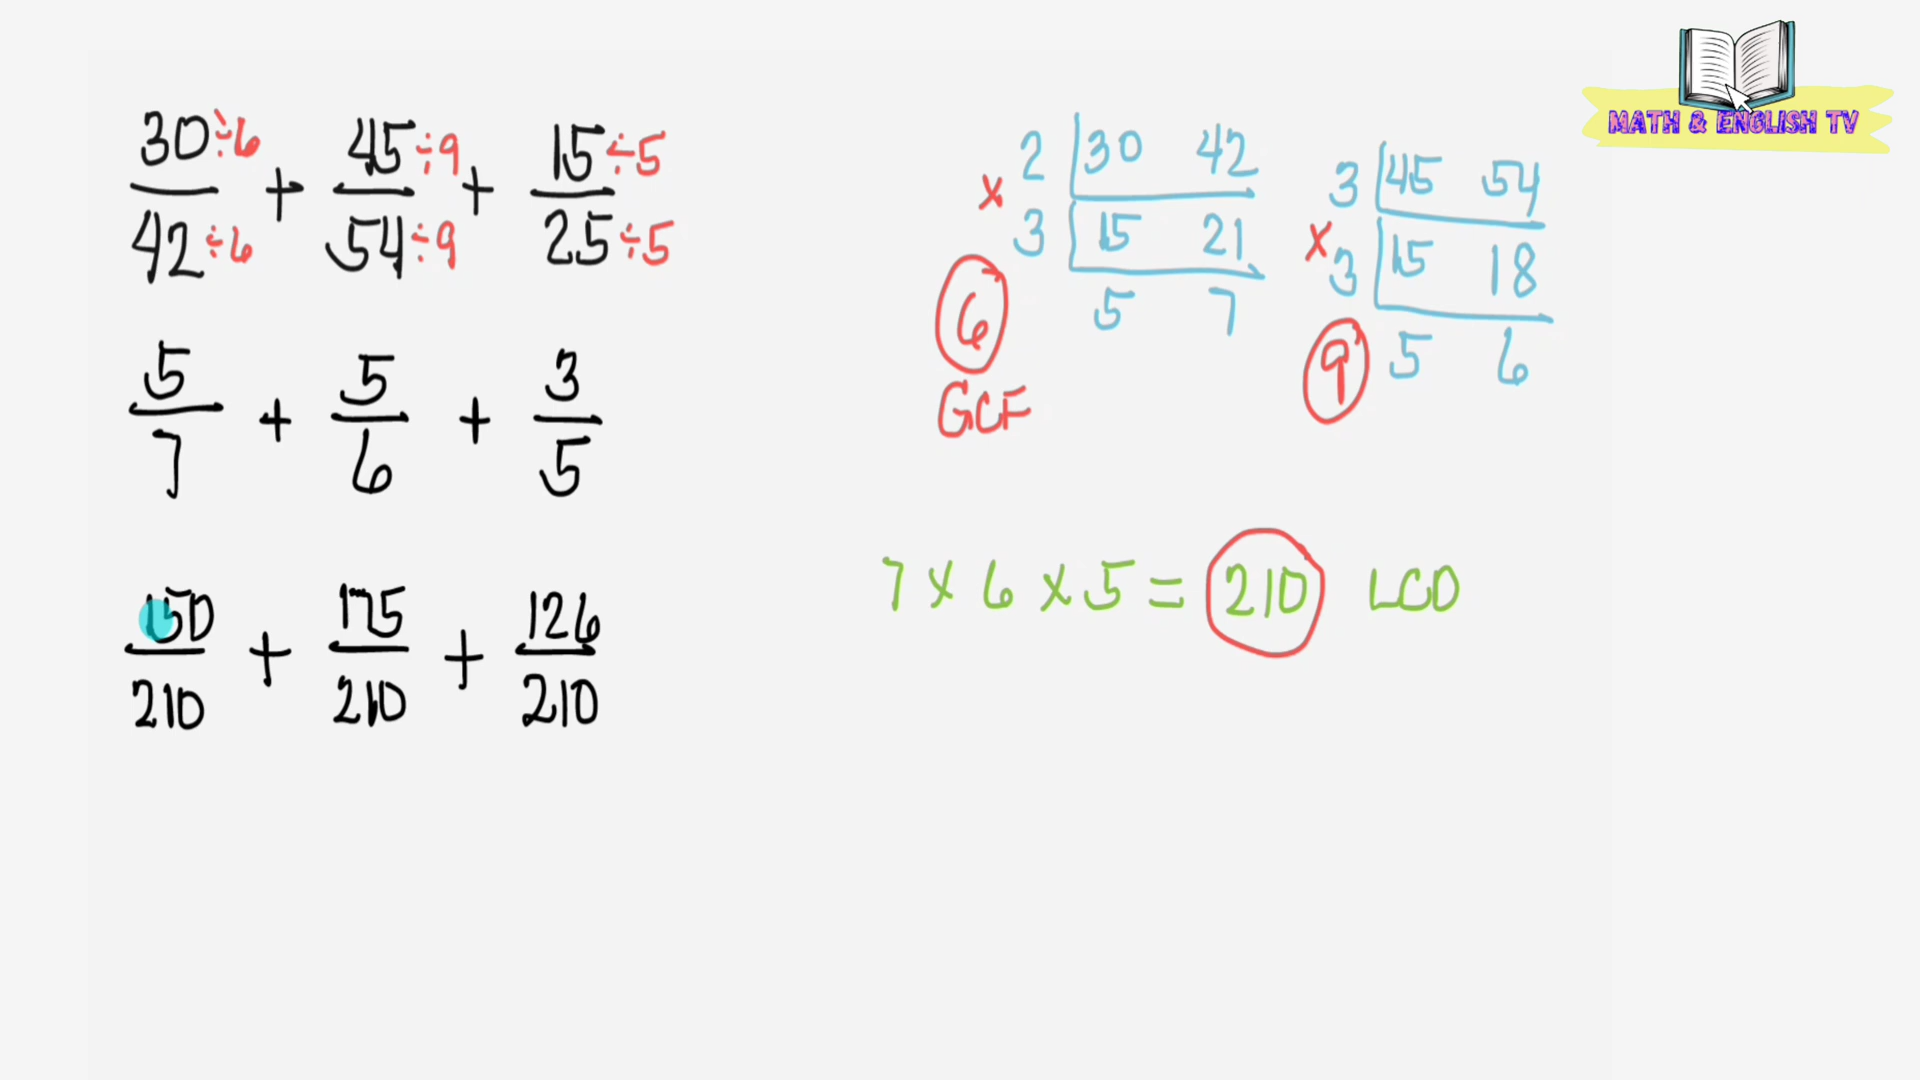 MATH & ENGLISH TV
30÷6 + 45÷9 + 15÷5
42÷6 54÷9 25÷5
2 30 42
×
3 15 21
6 5 7
GCF
3 45 54
×
3 15 18
9 5 6
5 + 5 + 3
7 6 5
7 × 6 × 5 = 210 LCD
150 + 175 + 126
210 210 210